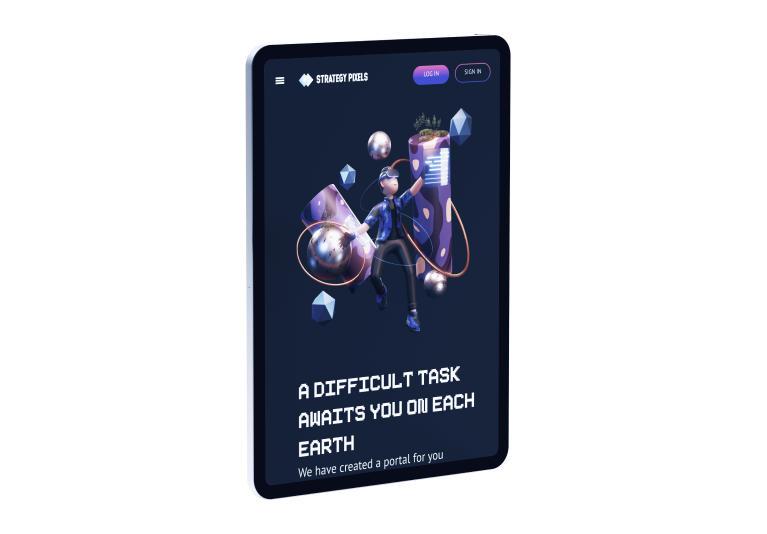 STRATEGY PIXELS
LOG IN
SIGN IN
A DIFFICULT TASK
AWAITS YOU ON EACH
EARTH
We have created a portal for you